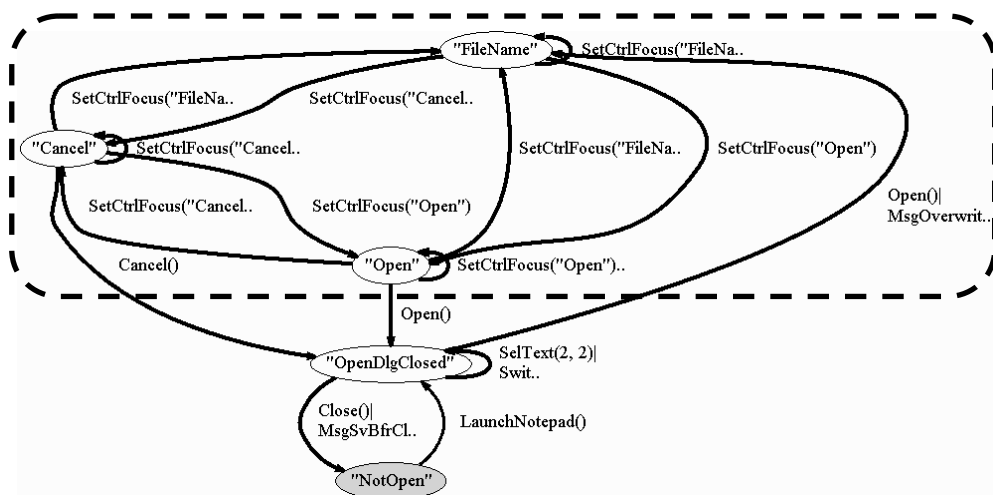 "FileName"
SetCtrlFocus("FileNa..
SetCtrlFocus("FileNa..
SetCtrlFocus("Cancel..
"Cancel"
SetCtrlFocus("Cancel..
SetCtrlFocus("FileNa..
SetCtrlFocus("Open")
SetCtrlFocus("Cancel..
SetCtrlFocus("Open")
Open()|
MsgOverwrit..
"Open"
SetCtrlFocus("Open")..
Cancel()
Open()
"OpenDlgClosed"
SelText(2, 2)|
Swit..
Close()|
MsgSvBfrCl..
LaunchNotepad()
"NotOpen"